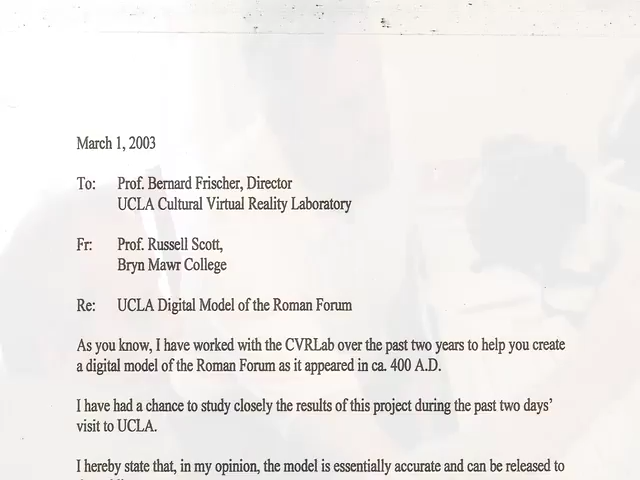 March 1, 2003
To: Prof. Bernard Frischer, Director
UCLA Cultural Virtual Reality Laboratory
Fr: Prof. Russell Scott,
Bryn Mawr College
Re: UCLA Digital Model of the Roman Forum
As you know, I have worked with the CVRLab over the past two years to help you create
a digital model of the Roman Forum as it appeared in ca. 400 A.D.
I have had a chance to study closely the results of this project during the past two days’
visit to UCLA.
I hereby state that, in my opinion, the model is essentially accurate and can be released to